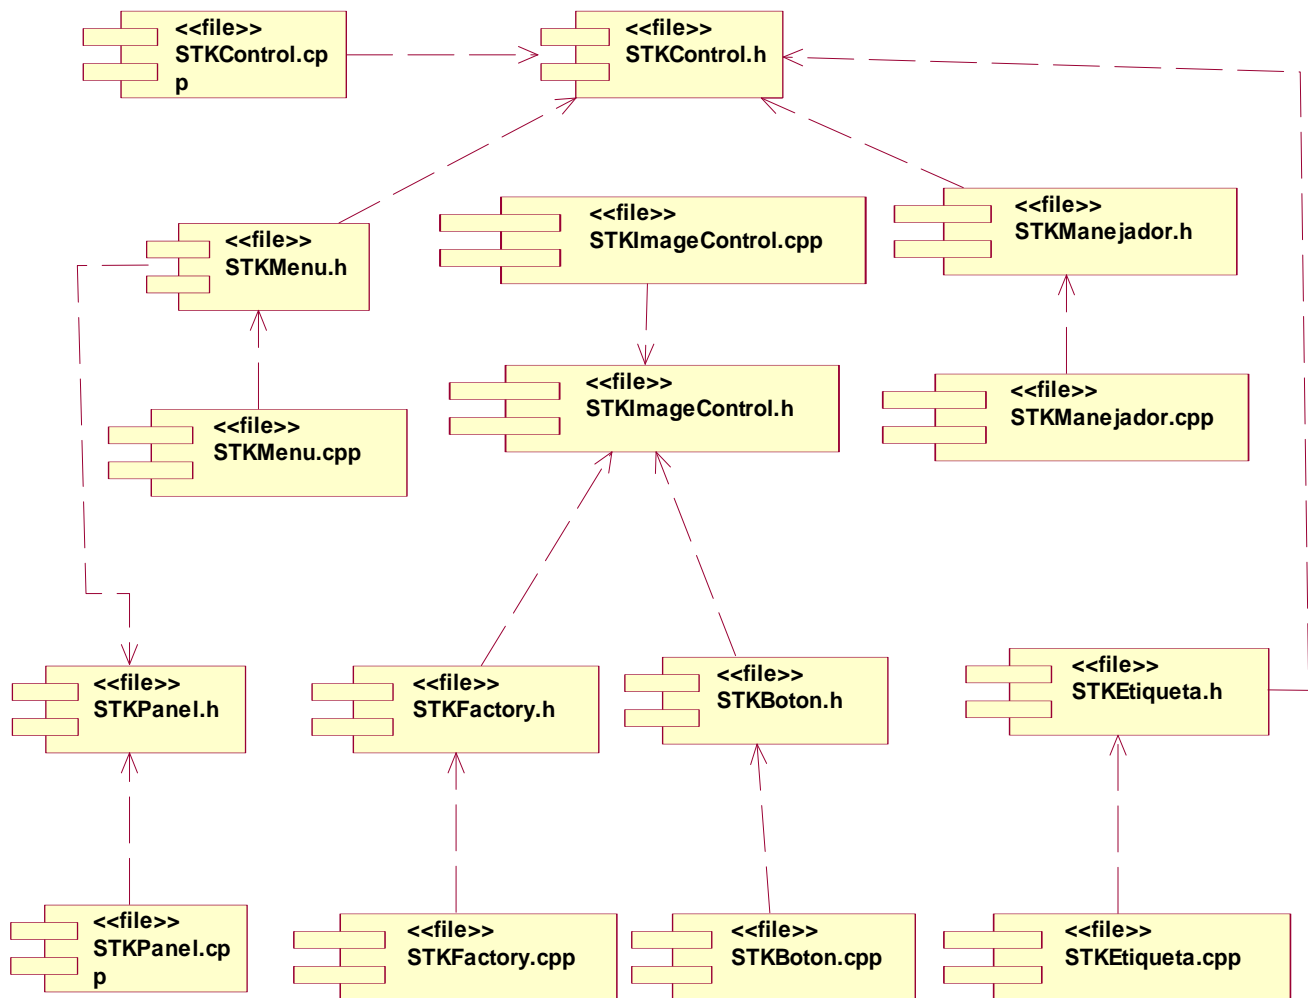 <<file>>
STKControl.cp
p
<<file>>
STKControl.h
<<file>>
STKMenu.h
<<file>>
STKImageControl.cpp
<<file>>
STKManejador.h
<<file>>
STKMenu.cpp
<<file>>
STKImageControl.h
<<file>>
STKManejador.cpp
<<file>>
STKPanel.h
<<file>>
STKFactory.h
<<file>>
STKBoton.h
<<file>>
STKEtiqueta.h
<<file>>
STKPanel.cp
p
<<file>>
STKFactory.cpp
<<file>>
STKBoton.cpp
<<file>>
STKEtiqueta.cpp